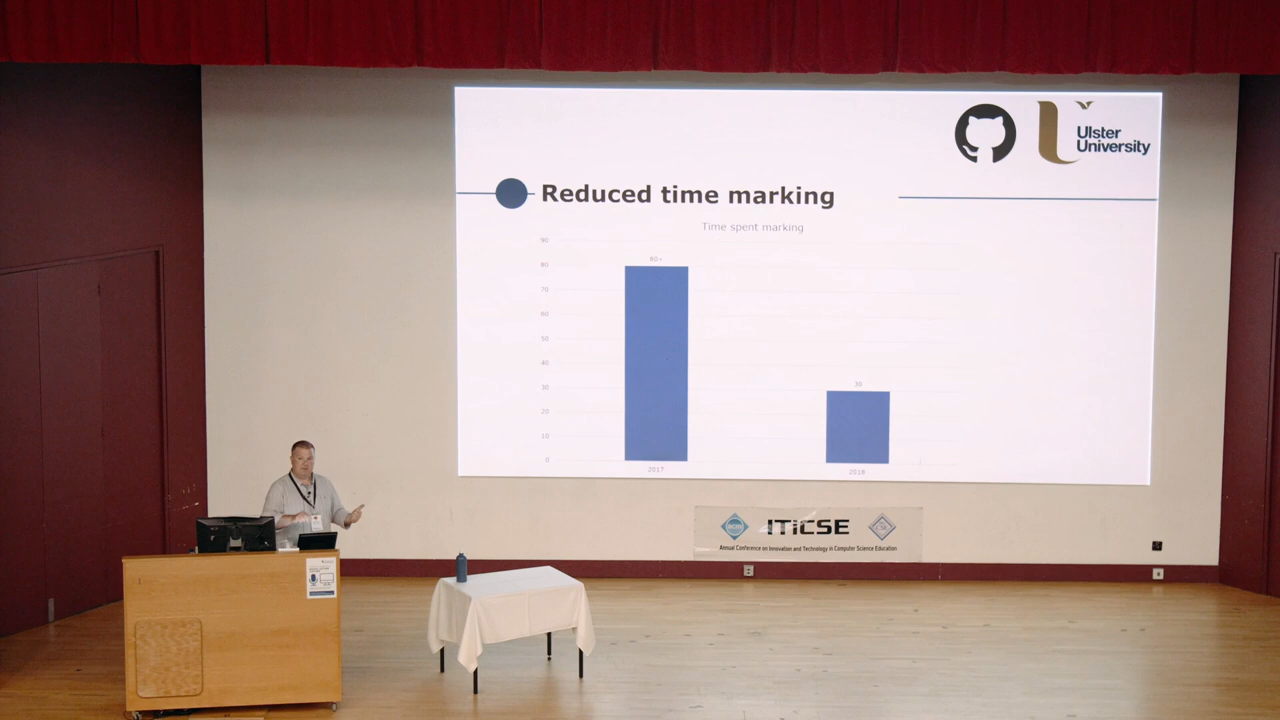 Ulster
University
Reduced time marking
Time spent marking
90
80+
80
70
60
50
40
30
30
20
10
0
2017
2018
acm
ITiCSE
Annual Conference on Innovation and Technology in Computer Science Education